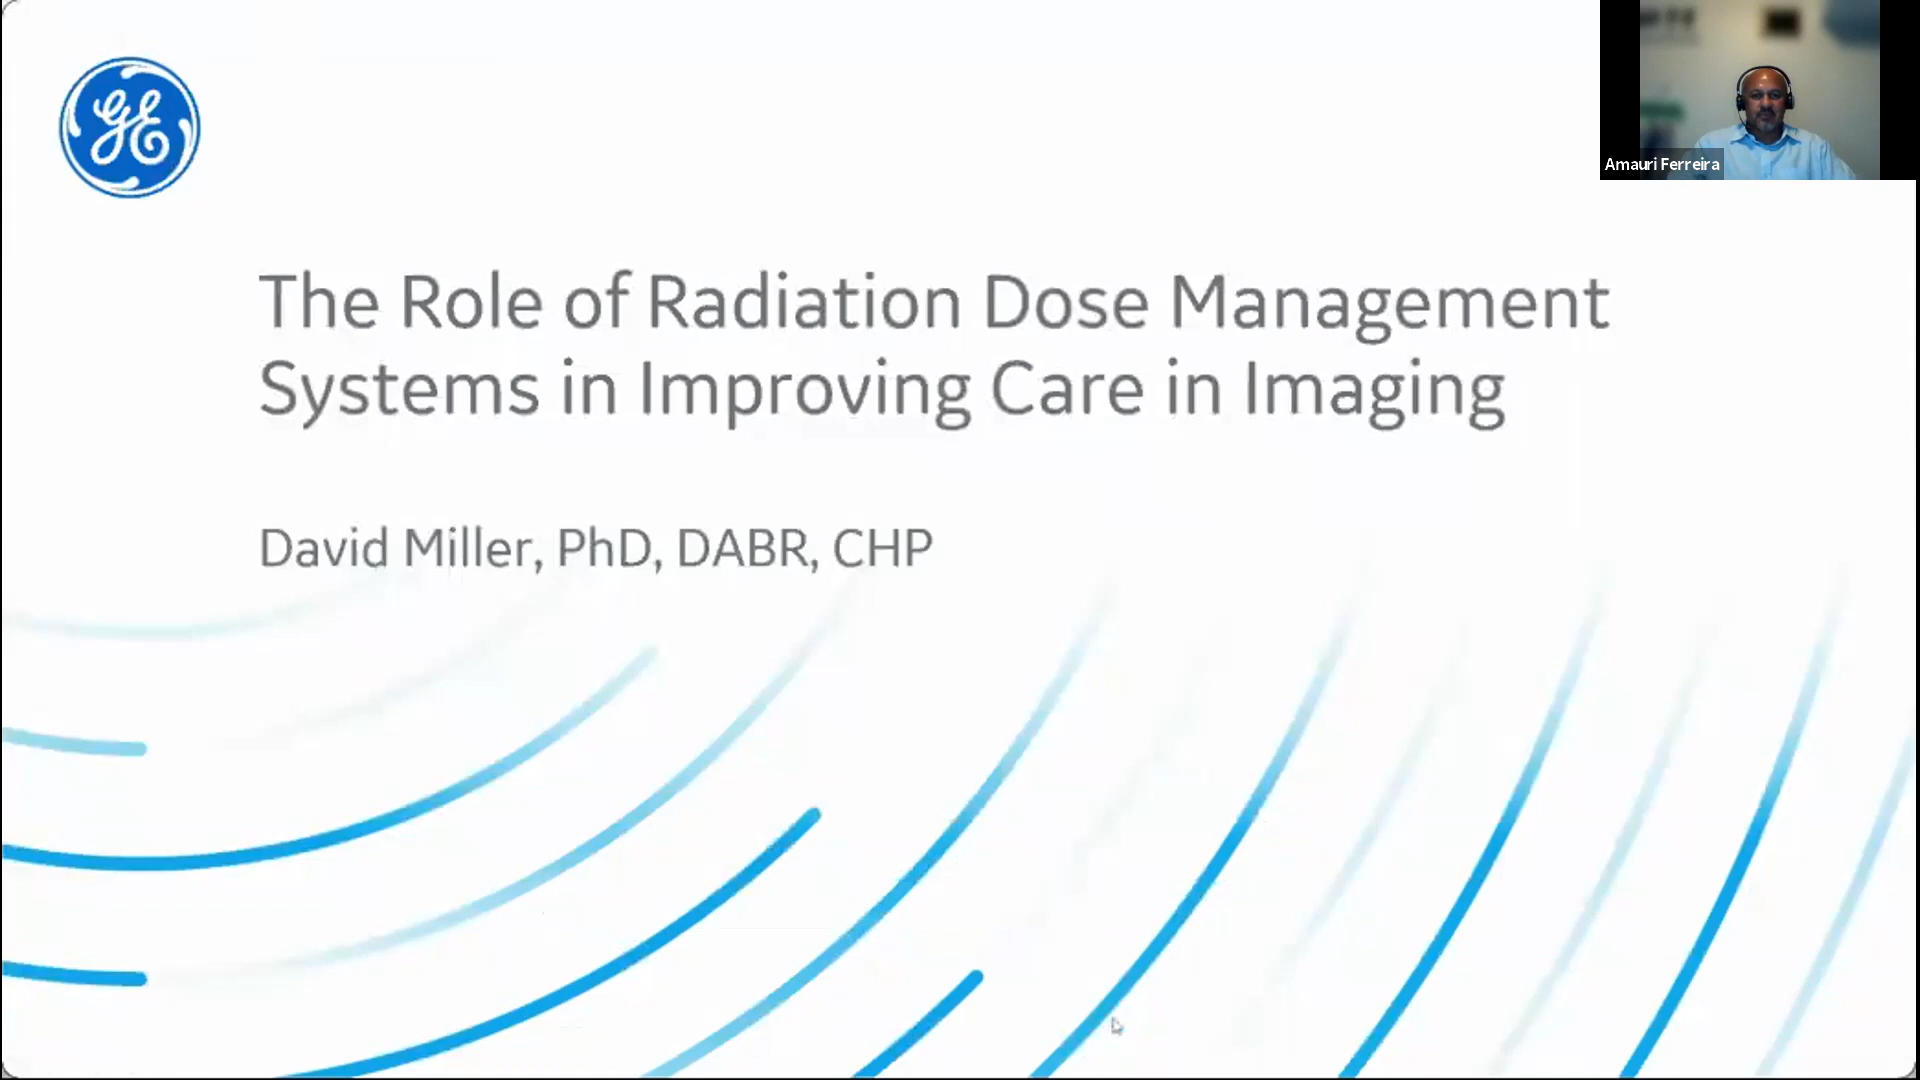 GE
The Role of Radiation Dose Management
Systems in Improving Care in Imaging
David Miller, PhD, DABR, CHP
Amauri Ferreira